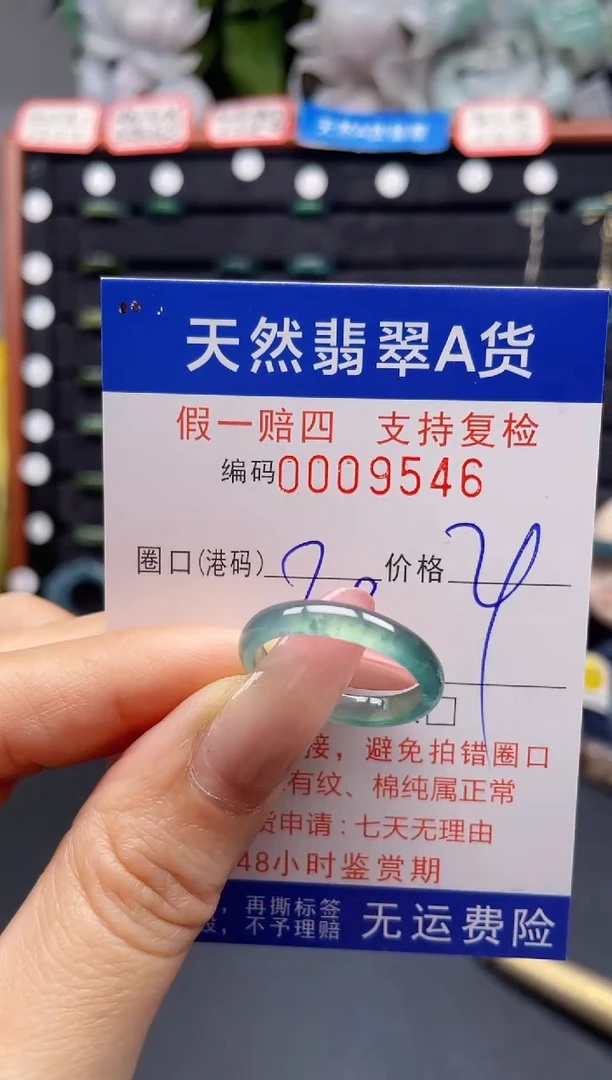 天然翡翠A货
假一赔四 支持复检
编码0009546
圈口(港码) 价格
接，避免拍错圈口
有纹、棉纯属正常
货申请：七天无理由
48小时鉴赏期
，再撕标签
，不予理赔
无运费险